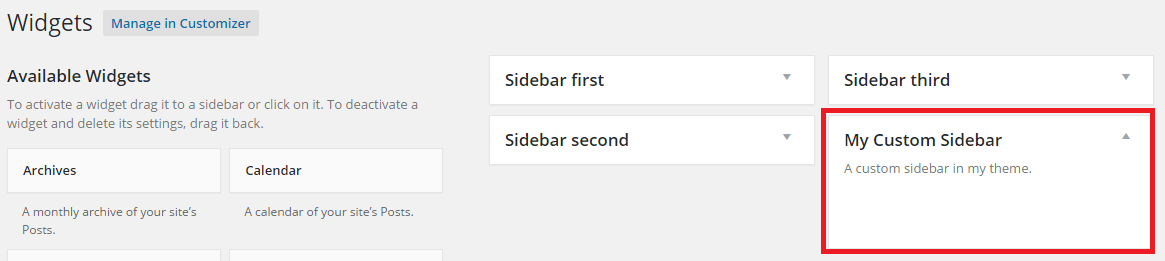 Widgets
Manage in Customizer
Available Widgets
To activate a widget drag it to a sidebar or click on it. To deactivate a
widget and delete its settings, drag it back.
Archives
Calendar
A monthly archive of your site’s
Posts.
A calendar of your site’s Posts.
Sidebar first
Sidebar second
Sidebar third
My Custom Sidebar
A custom sidebar in my theme.